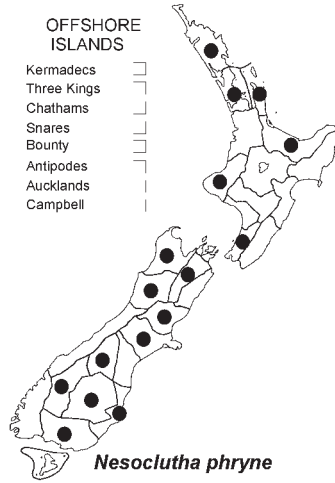 OFFSHORE
ISLANDS
Kermadecs
Three Kings
Chathams
Snares
Bounty
Antipodes
Aucklands
Campbell
Nesoclutha phryne